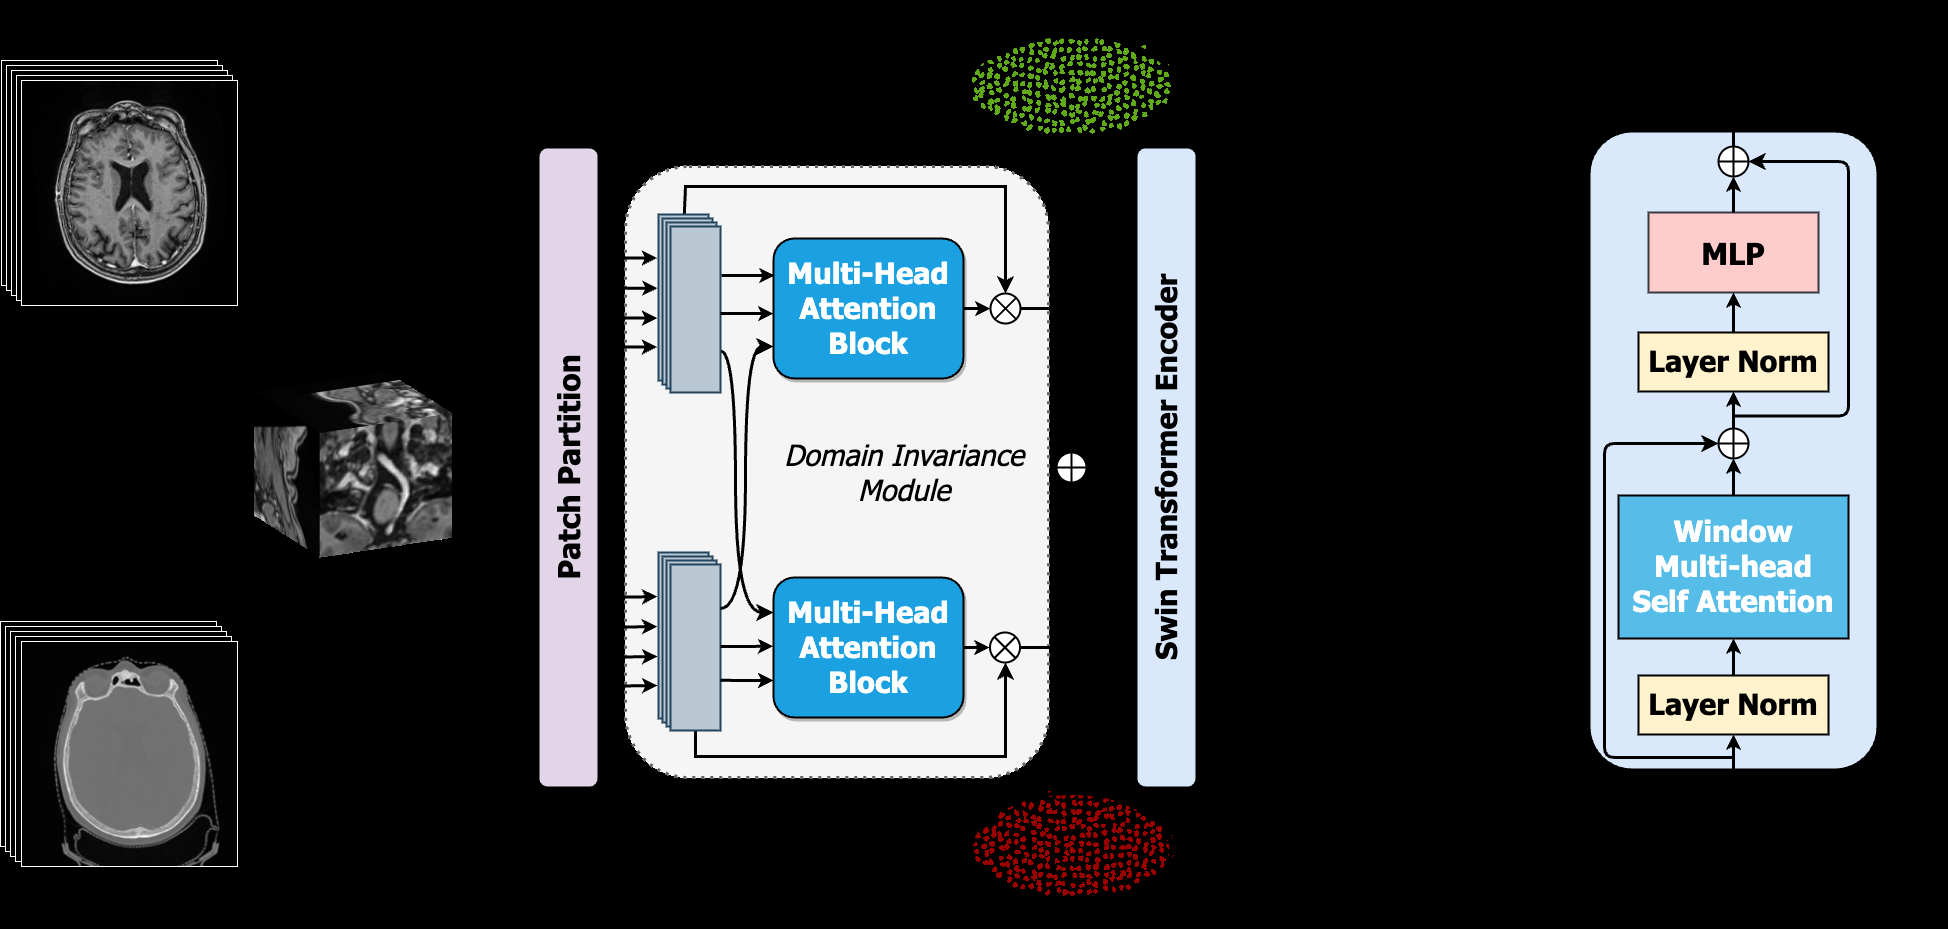 Patch Partition
Multi-Head
Attention
Block
Domain Invariance
Module
Multi-Head
Attention
Block
Swin Transformer Encoder
MLP
Layer Norm
Window
Multi-head
Self Attention
Layer Norm